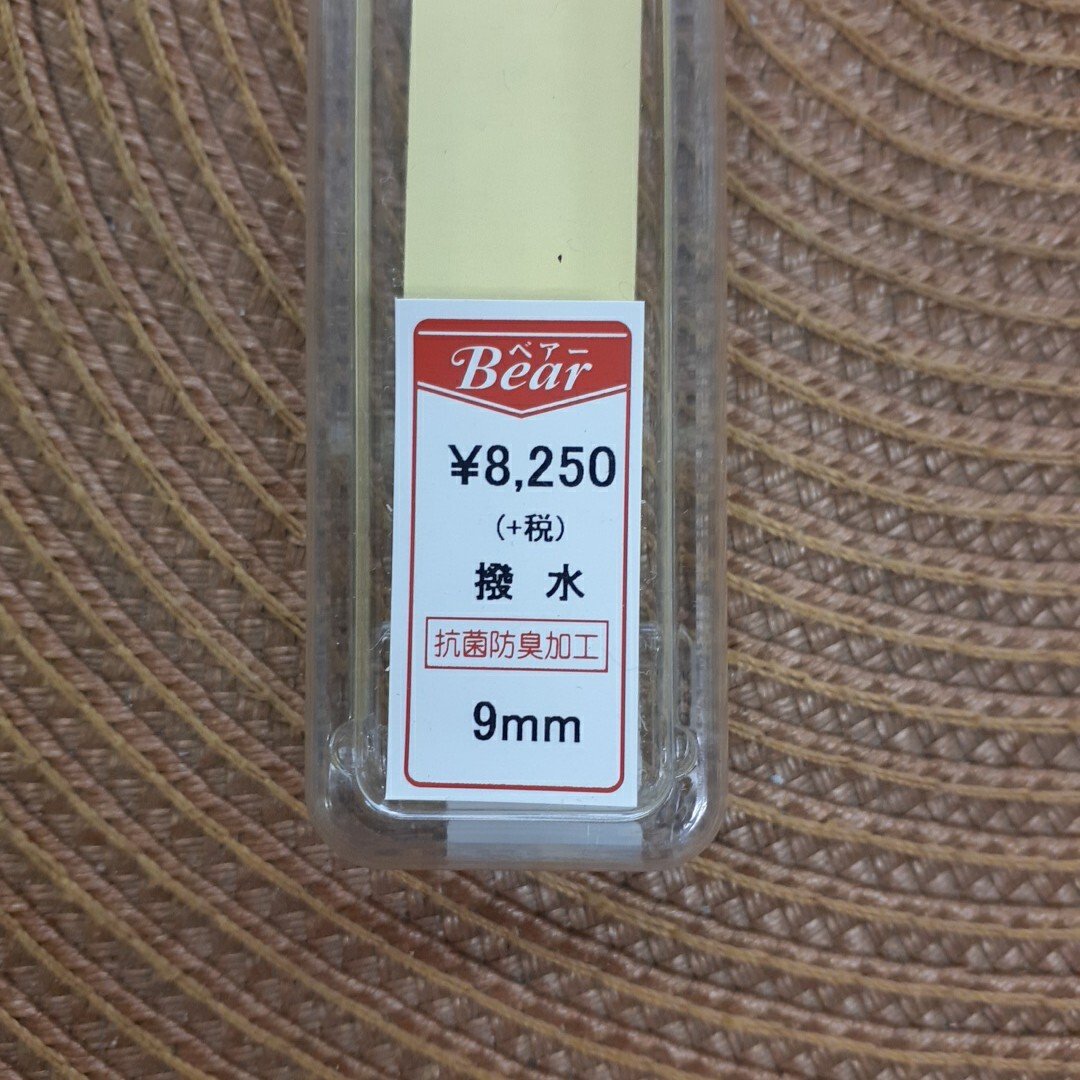 ベアー
Bear
¥8,250
(+税)
撥 水
抗菌防臭加工
9mm